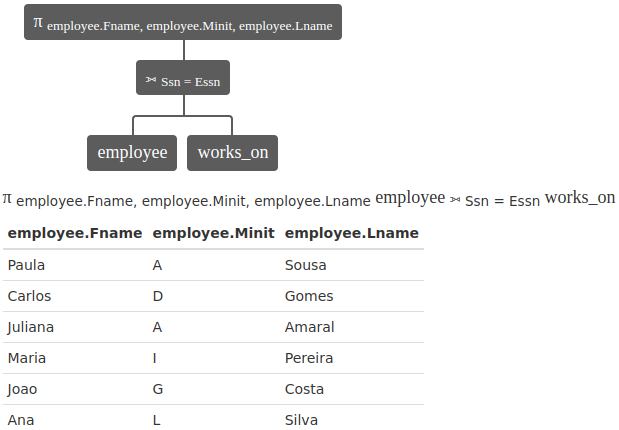 π employee.Fname, employee.Minit, employee.Lname
⟕ Ssn = Essn
employee works_on
π employee.Fname, employee.Minit, employee.Lname employee ⟕ Ssn = Essn works_on
employee.Fname employee.Minit employee.Lname
Paula A Sousa
Carlos D Gomes
Juliana A Amaral
Maria I Pereira
Joao G Costa
Ana L Silva